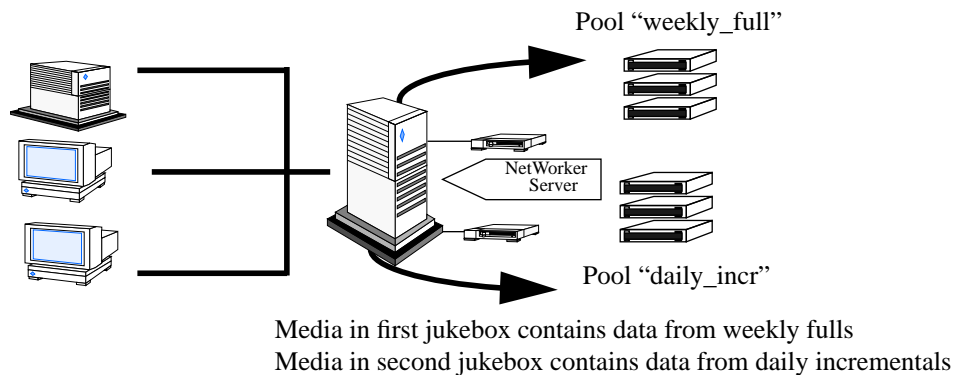 Pool “weekly_full”
NetWorker
Server
Pool “daily_incr”
Media in first jukebox contains data from weekly fulls
Media in second jukebox contains data from daily incrementals